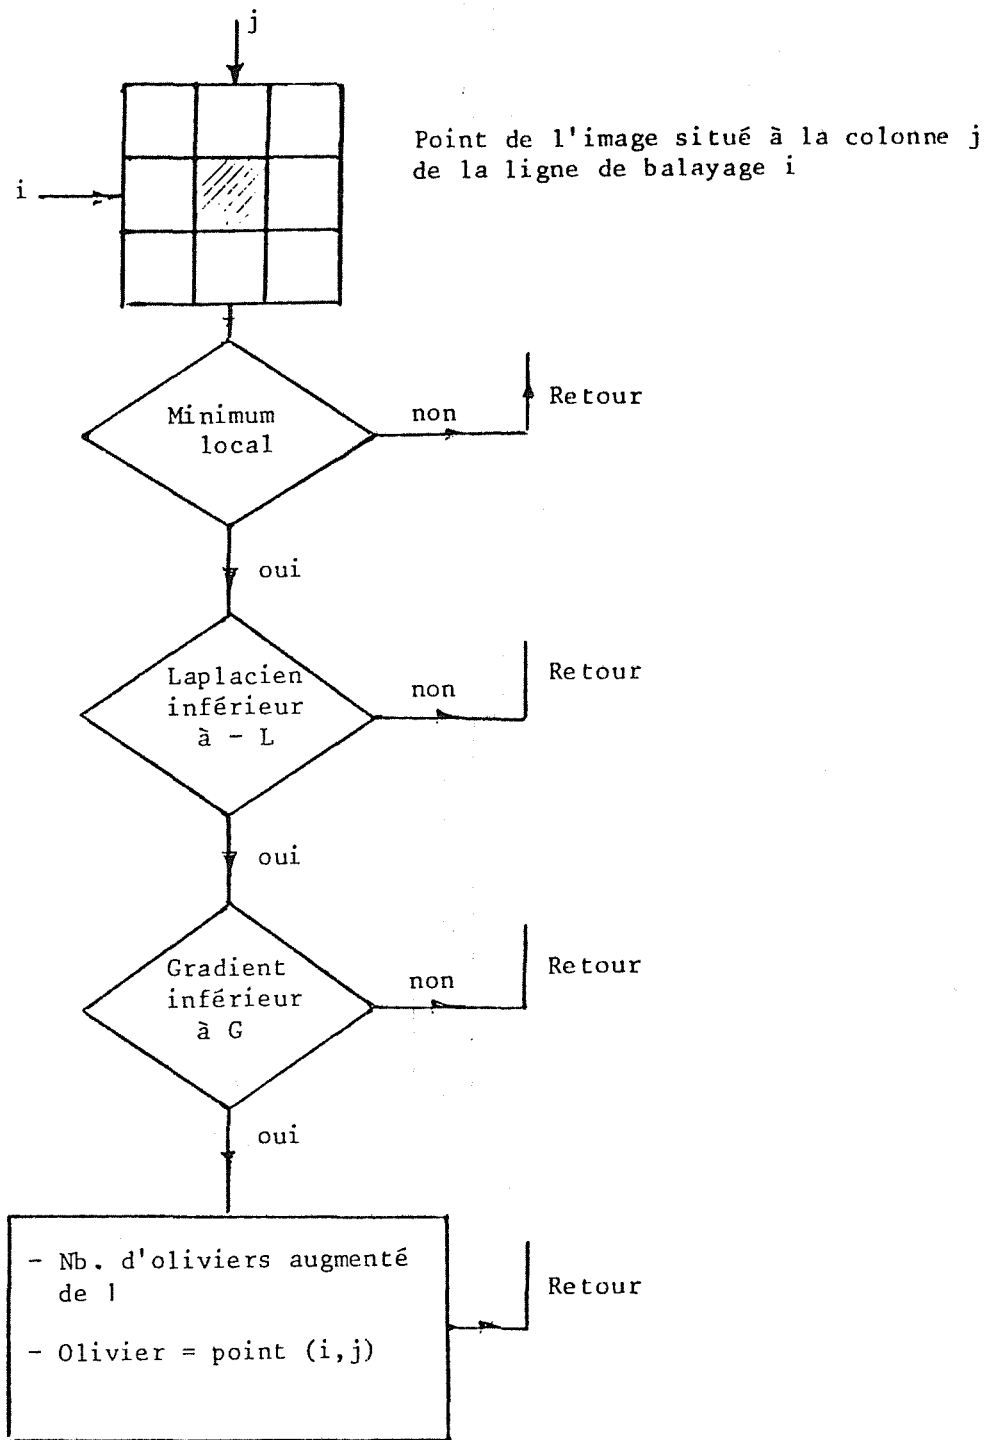 j
Point de l'image situé à la colonne j
de la ligne de balayage i
i
Minimum
local
non
Retour
oui
Laplacien
inférieur
à - L
non
Retour
oui
Gradient
inférieur
à G
non
Retour
oui
- Nb. d'oliviers augmenté
de 1
- Olivier = point (i,j)
Retour